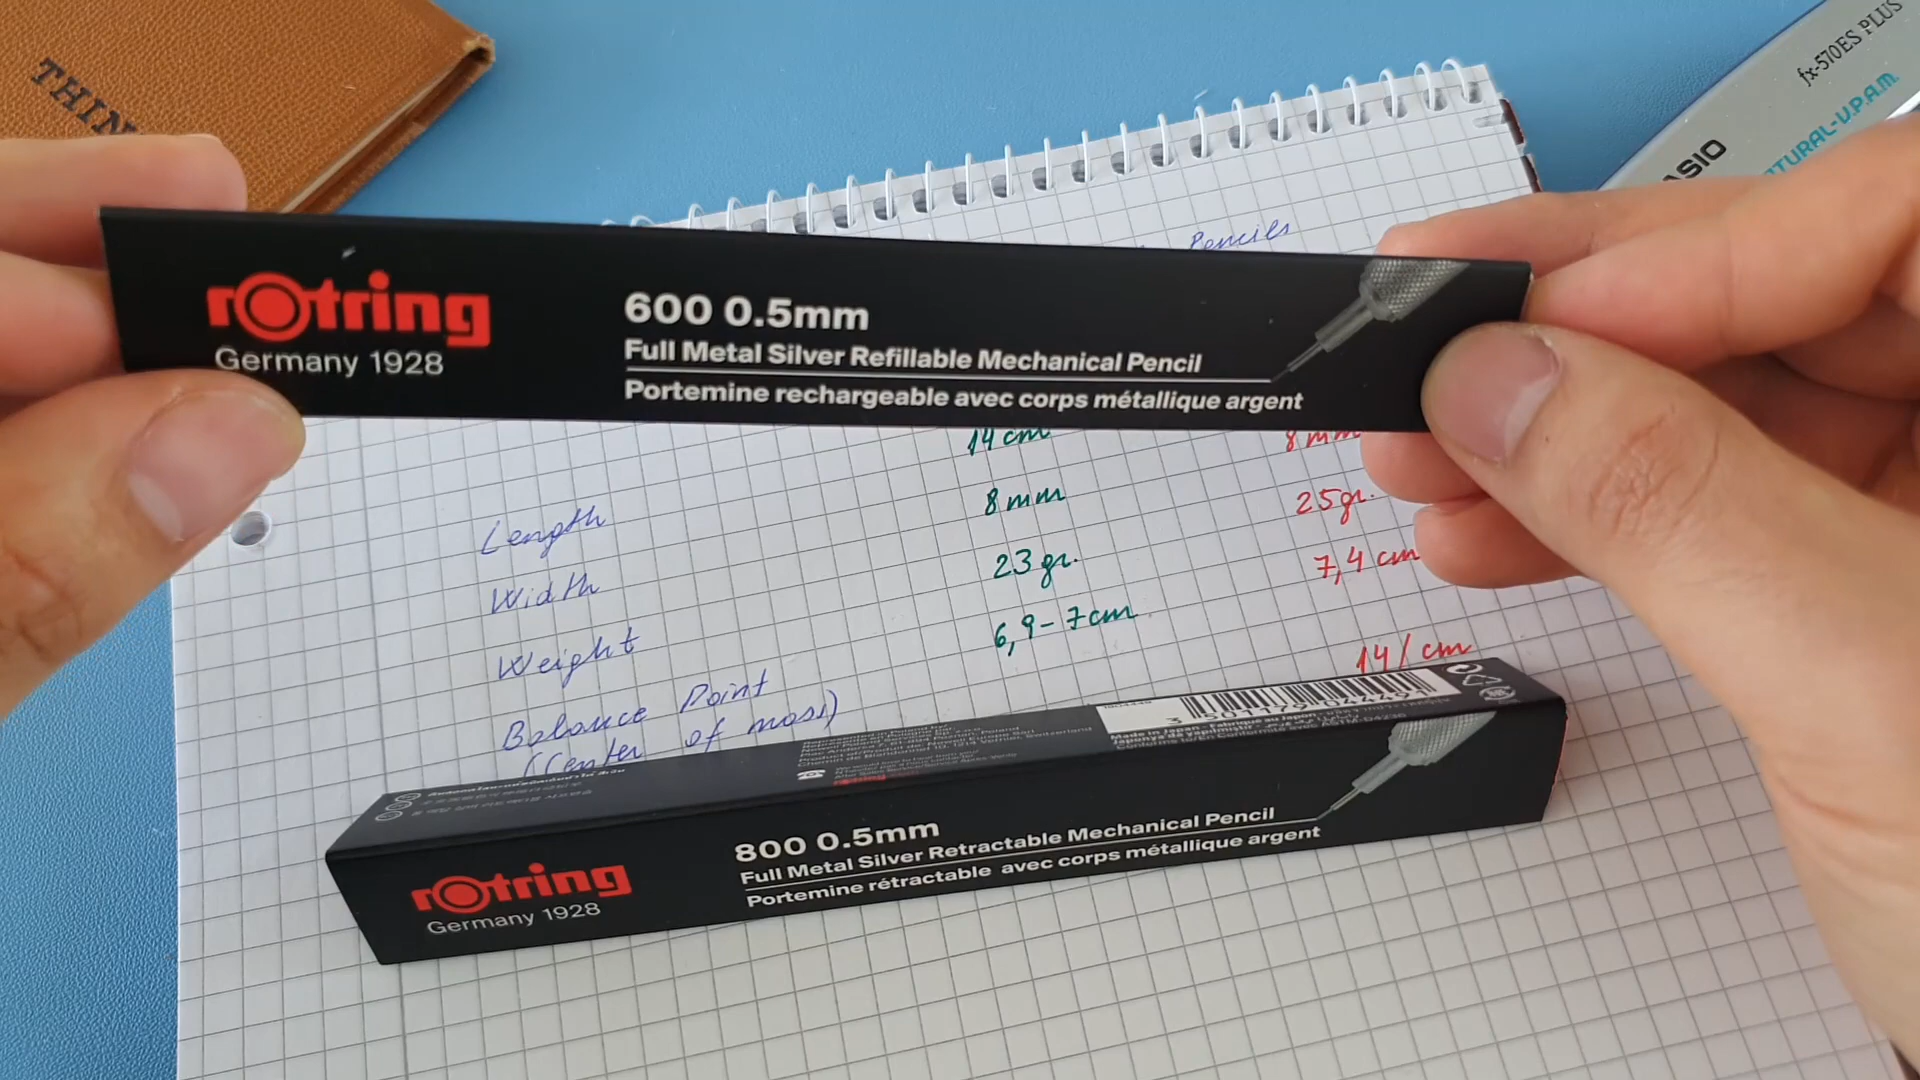 THIN
fx-570ES PLUS
NATURAL-V.P.A.M.
ASIO
Pencils
rotring
Germany 1928
600 0.5mm
Full Metal Silver Refillable Mechanical Pencil
Portemine rechargeable avec corps métallique argent
14 cm 8 mm
Length 8 mm 25 gr.
Width 23 gr. 7,4 cm
Weight 6,9-7 cm
14/ cm
Balance Point
(Center of mass)
rotring
Germany 1928
800 0.5mm
Full Metal Silver Retractable Mechanical Pencil
Portemine rétractable avec corps métallique argent